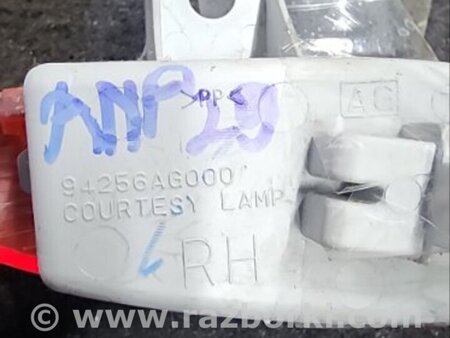 >PP<
AC
94256AG000
COURTESY LAMP
RH
© www.razborki.com